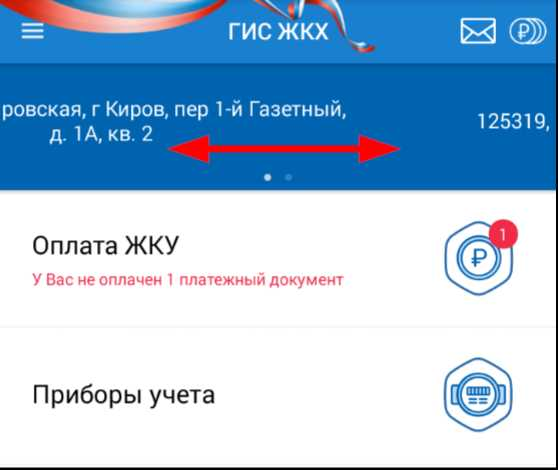 ГИС ЖКХ
ровская, г Киров, пер 1-й Газетный,
д. 1А, кв. 2
125319,
Оплата ЖКУ
1
У Вас не оплачен 1 платежный документ
Приборы учета